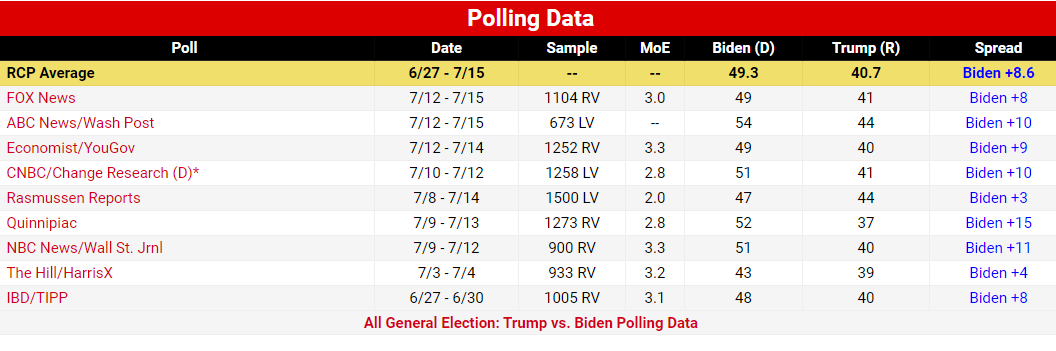 Polling Data
Poll Date Sample MoE Biden (D) Trump (R) Spread
RCP Average 6/27 - 7/15 -- -- 49.3 40.7 Biden +8.6
FOX News 7/12 - 7/15 1104 RV 3.0 49 41 Biden +8
ABC News/Wash Post 7/12 - 7/15 673 LV -- 54 44 Biden +10
Economist/YouGov 7/12 - 7/14 1252 RV 3.3 49 40 Biden +9
CNBC/Change Research (D)* 7/10 - 7/12 1258 LV 2.8 51 41 Biden +10
Rasmussen Reports 7/8 - 7/14 1500 LV 2.0 47 44 Biden +3
Quinnipiac 7/9 - 7/13 1273 RV 2.8 52 37 Biden +15
NBC News/Wall St. Jrnl 7/9 - 7/12 900 RV 3.3 51 40 Biden +11
The Hill/HarrisX 7/3 - 7/4 933 RV 3.2 43 39 Biden +4
IBD/TIPP 6/27 - 6/30 1005 RV 3.1 48 40 Biden +8
All General Election: Trump vs. Biden Polling Data